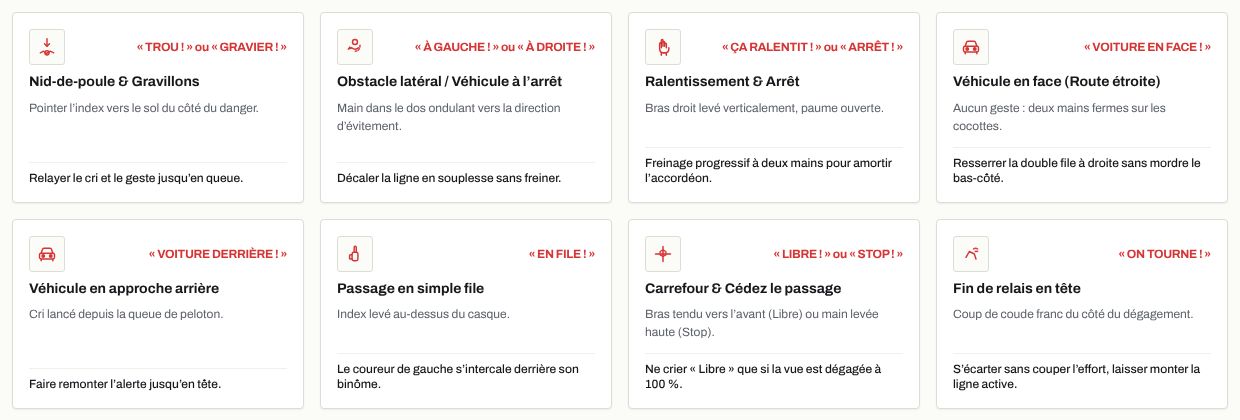 « TROU ! » ou « GRAVIER ! »
Nid-de-poule & Gravillons
Pointer l’index vers le sol du côté du danger.
Relayer le cri et le geste jusqu’en queue.
« À GAUCHE ! » ou « À DROITE ! »
Obstacle latéral / Véhicule à l’arrêt
Main dans le dos ondulant vers la direction
d’évitement.
Décaler la ligne en souplesse sans freiner.
« ÇA RALENTIT ! » ou « ARRÊT ! »
Ralentissement & Arrêt
Bras droit levé verticalement, paume ouverte.
Freinage progressif à deux mains pour amortir
l’accordéon.
« VOITURE EN FACE ! »
Véhicule en face (Route étroite)
Aucun geste : deux mains fermes sur les
cocottes.
Resserrer la double file à droite sans mordre le
bas-côté.
« VOITURE DERRIÈRE ! »
Véhicule en approche arrière
Cri lancé depuis la queue de peloton.
Faire remonter l’alerte jusqu’en tête.
« EN FILE ! »
Passage en simple file
Index levé au-dessus du casque.
Le coureur de gauche s’intercale derrière son
binôme.
« LIBRE ! » ou « STOP ! »
Carrefour & Cédez le passage
Bras tendu vers l’avant (Libre) ou main levée
haute (Stop).
Ne crier « Libre » que si la vue est dégagée à
100 %.
« ON TOURNE ! »
Fin de relais en tête
Coup de coude franc du côté du dégagement.
S’écarter sans couper l’effort, laisser monter la
ligne active.